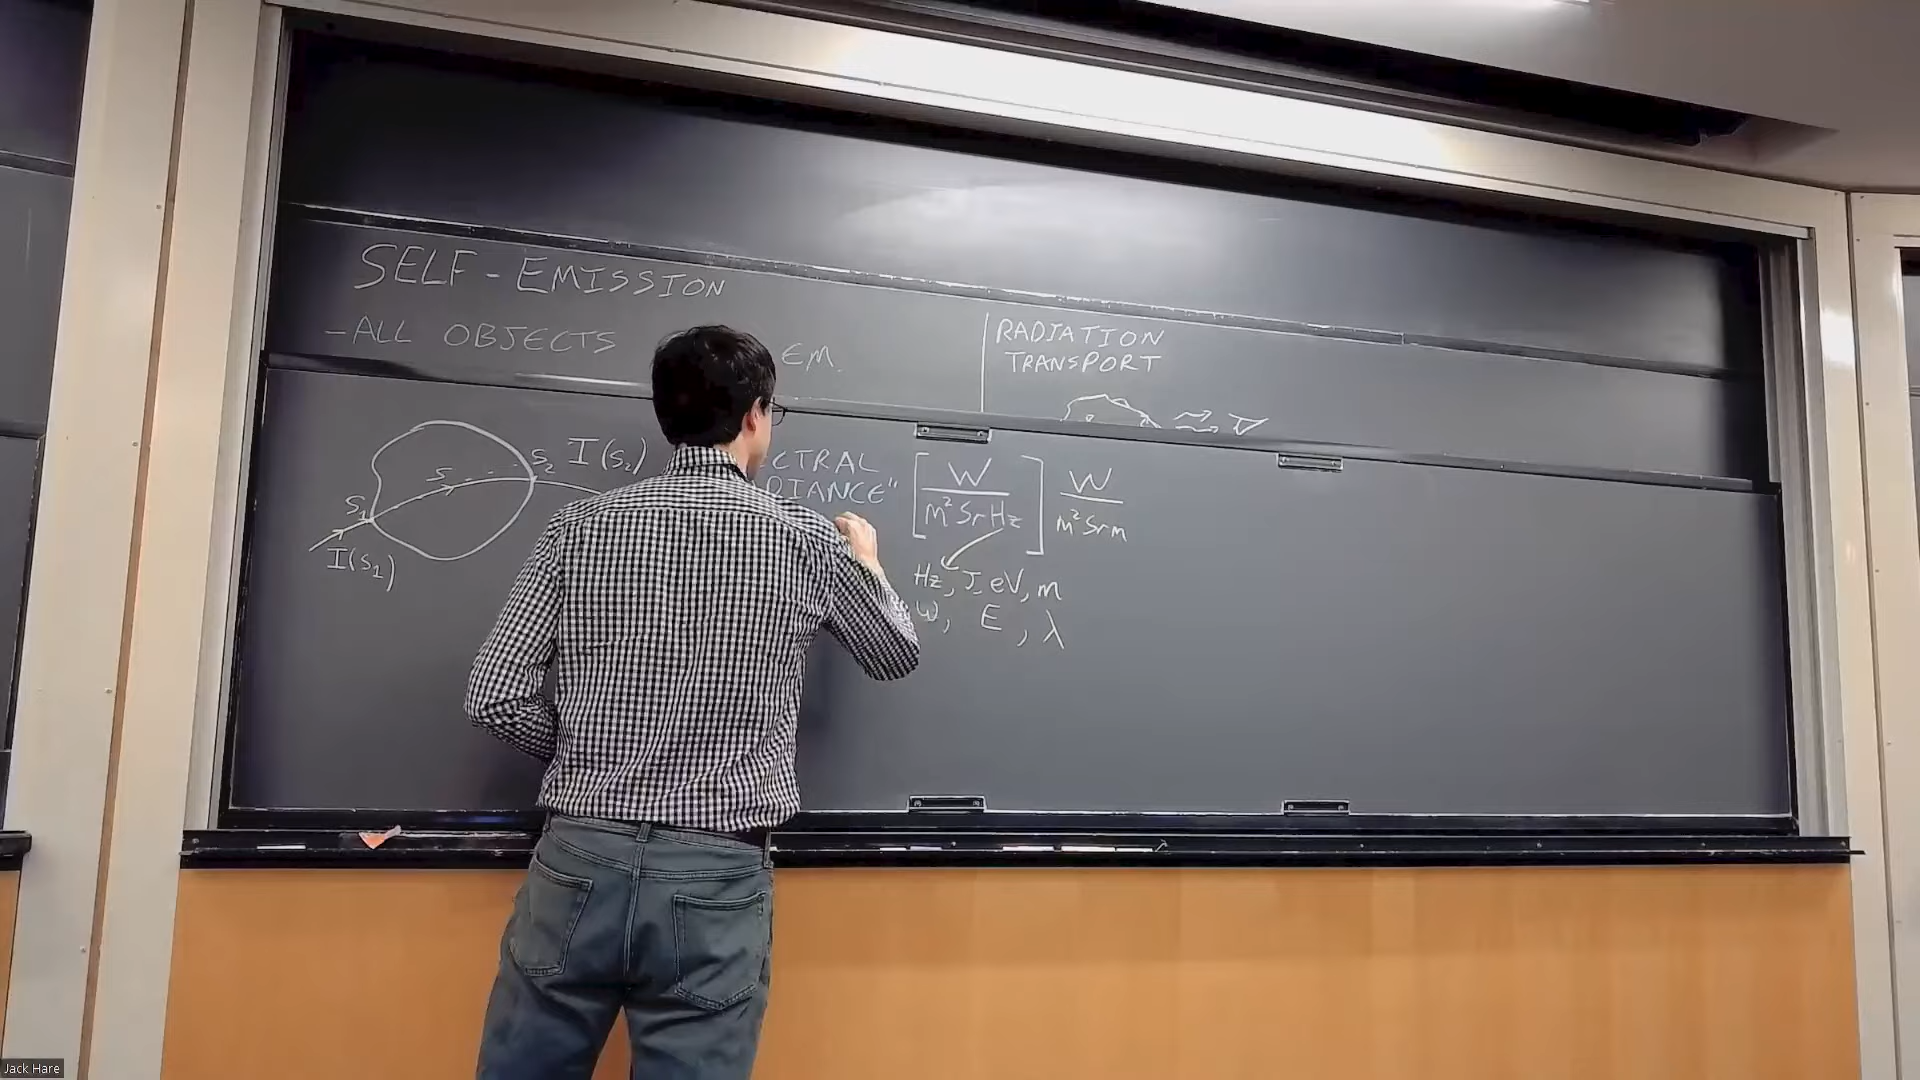 SELF - EMISSION
- ALL OBJECTS
EM
RADIATION
TRANSPORT
S₁
I(S₁)
S
S₂ I(S₂)
CTRAL
DIANCE"
[W / m² Sr Hz] W / m² Sr m
Hz, J, eV, m
ω, E, λ
Jack Hare